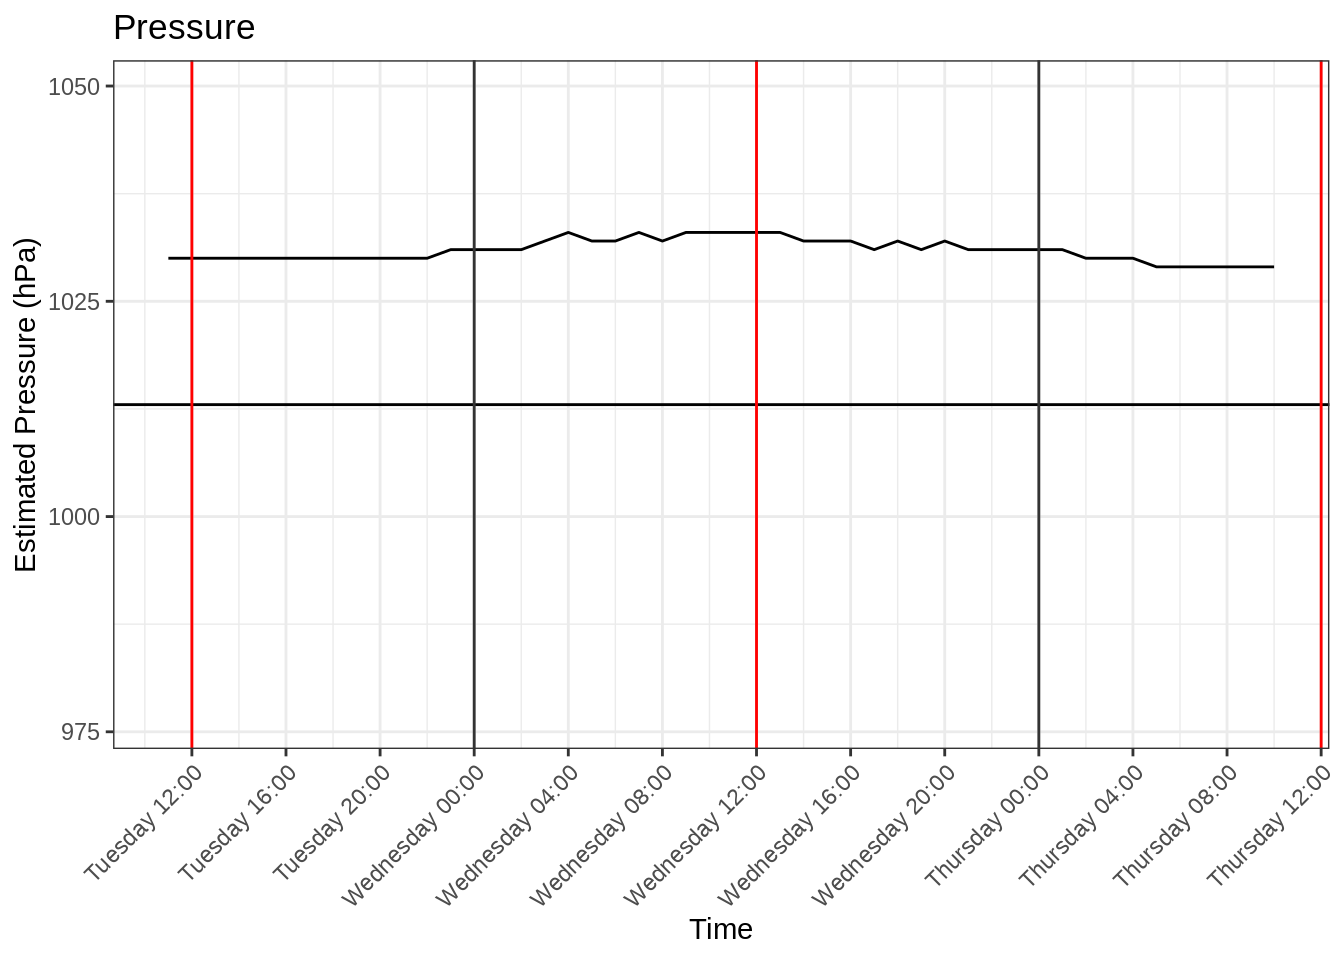 Pressure
Estimated Pressure (hPa)
1050
1025
1000
975
Tuesday 12:00
Tuesday 16:00
Tuesday 20:00
Wednesday 00:00
Wednesday 04:00
Wednesday 08:00
Wednesday 12:00
Wednesday 16:00
Wednesday 20:00
Thursday 00:00
Thursday 04:00
Thursday 08:00
Thursday 12:00
Time